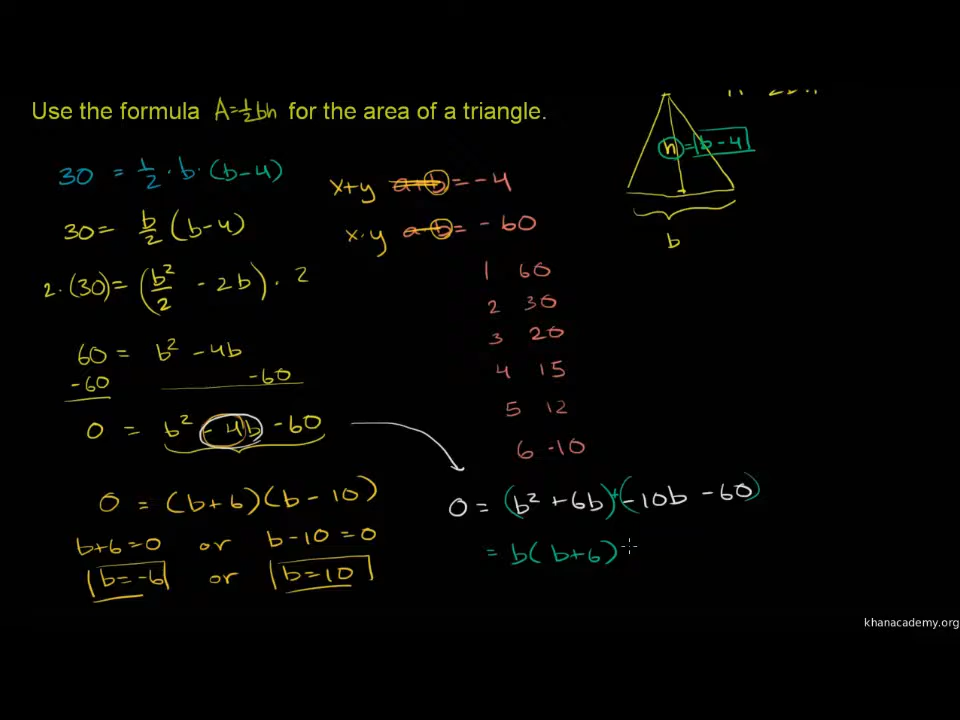 Use the formula A=½bh for the area of a triangle.
h = b-4
b
30 = ½ · b · (b-4)
30 = b/2 (b-4)
2·(30) = (b²/2 - 2b) · 2
60 = b² - 4b
-60 -60
0 = b² - 4b - 60
0 = (b+6)(b-10)
b+6=0 or b-10=0
b=-6 or b=10
x+y a+b = -4
x·y a·b = -60
1 60
2 30
3 20
4 15
5 12
6 -10
0 = (b² + 6b) + (-10b - 60)
= b(b+6)
khanacademy.org